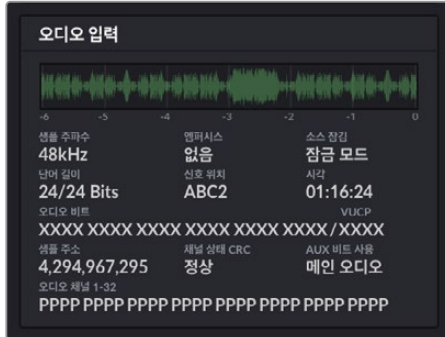 오디오 입력
-6 -5 -4 -3 -2 -1 0
샘플 주파수 엠퍼시스 소스 잠김
48kHz 없음 잠금 모드
단어 길이 신호 위치 시각
24/24 Bits ABC2 01:16:24
오디오 비트 VUCP
XXXX XXXX XXXX XXXX XXXX XXXX/XXXX
샘플 주소 채널 상태 CRC AUX 비트 사용
4,294,967,295 정상 메인 오디오
오디오 채널 1-32
PPPP PPPP PPPP PPPP PPPP PPPP PPPP PPPP